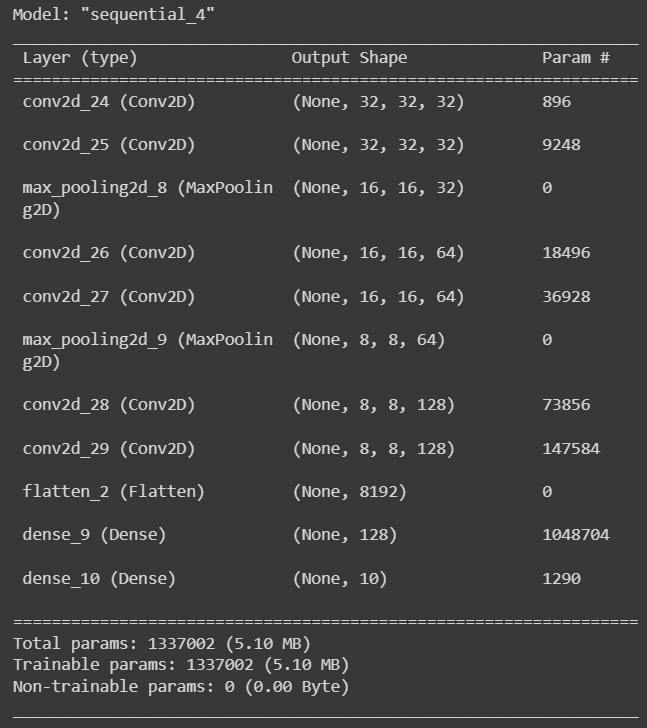 Model: "sequential_4"
Layer (type) Output Shape Param #
conv2d_24 (Conv2D) (None, 32, 32, 32) 896
conv2d_25 (Conv2D) (None, 32, 32, 32) 9248
max_pooling2d_8 (MaxPoolin (None, 16, 16, 32) 0
g2D)
conv2d_26 (Conv2D) (None, 16, 16, 64) 18496
conv2d_27 (Conv2D) (None, 16, 16, 64) 36928
max_pooling2d_9 (MaxPoolin (None, 8, 8, 64) 0
g2D)
conv2d_28 (Conv2D) (None, 8, 8, 128) 73856
conv2d_29 (Conv2D) (None, 8, 8, 128) 147584
flatten_2 (Flatten) (None, 8192) 0
dense_9 (Dense) (None, 128) 1048704
dense_10 (Dense) (None, 10) 1290
Total params: 1337002 (5.10 MB)
Trainable params: 1337002 (5.10 MB)
Non-trainable params: 0 (0.00 Byte)